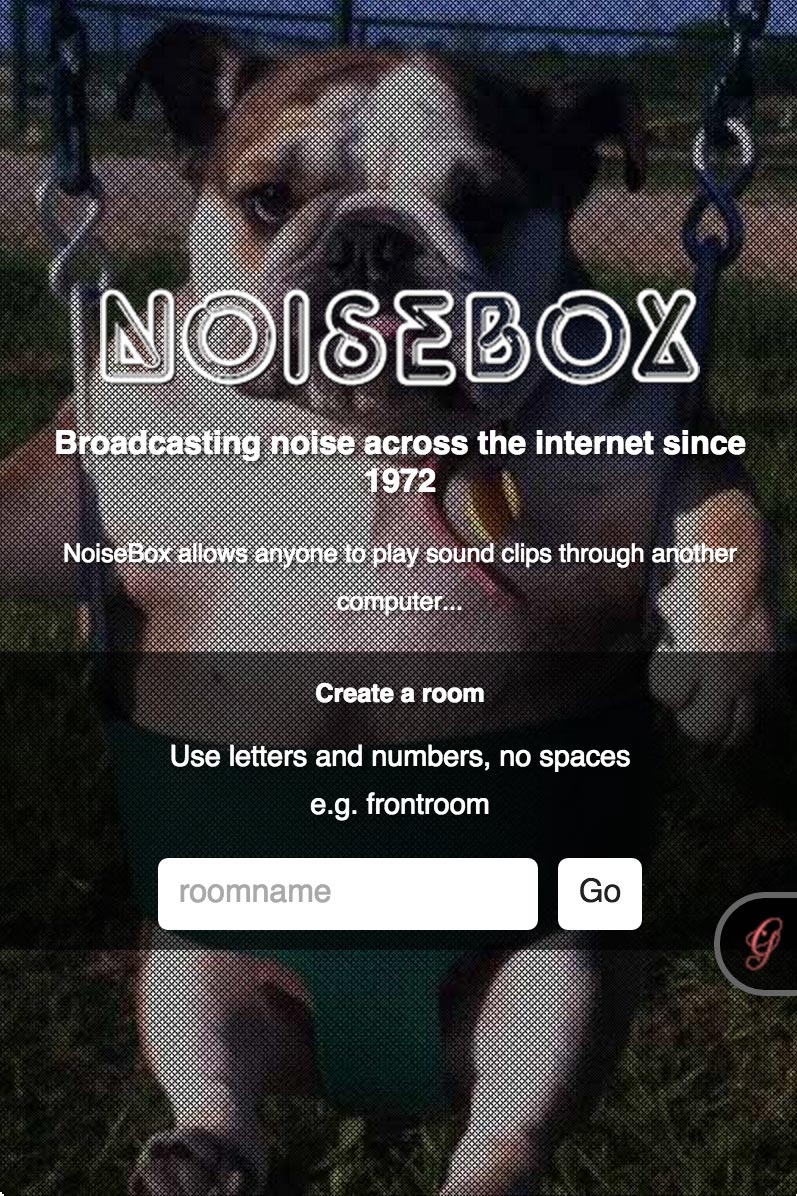 NOISEBOX
Broadcasting noise across the internet since
1972
NoiseBox allows anyone to play sound clips through another
computer...
Create a room
Use letters and numbers, no spaces
e.g. frontroom
roomname Go
G